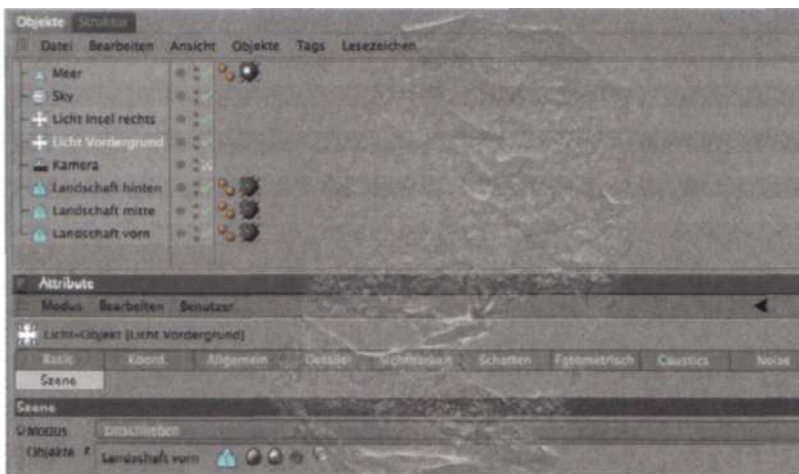 Objekte Struktur
Datei Bearbeiten Ansicht Objekte Tags Lesezeichen
Meer
Sky
Licht Insel rechts
Licht Vordergrund
Kamera
Landschaft hinten
Landschaft mitte
Landschaft vorn
Attribute
Modus Bearbeiten Benutzer
Licht-Objekt (Licht Vordergrund)
Basic Koord. Allgemein Details Sichtbarkeit Schatten Fotometrisch Caustics Noise
Szene
Szene
Modus Einschließen
Objekte Landschaft vorn